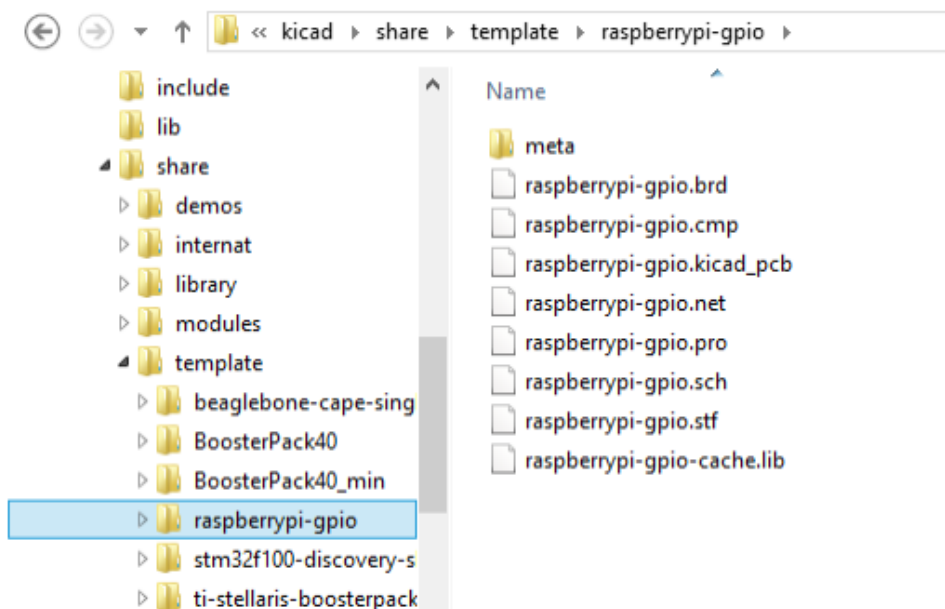 « kicad share template raspberrypi-gpio
include
lib
share
demos
internat
library
modules
template
beaglebone-cape-sing
BoosterPack40
BoosterPack40_min
raspberrypi-gpio
stm32f100-discovery-s
ti-stellaris-boosterpack
Name
meta
raspberrypi-gpio.brd
raspberrypi-gpio.cmp
raspberrypi-gpio.kicad_pcb
raspberrypi-gpio.net
raspberrypi-gpio.pro
raspberrypi-gpio.sch
raspberrypi-gpio.stf
raspberrypi-gpio-cache.lib